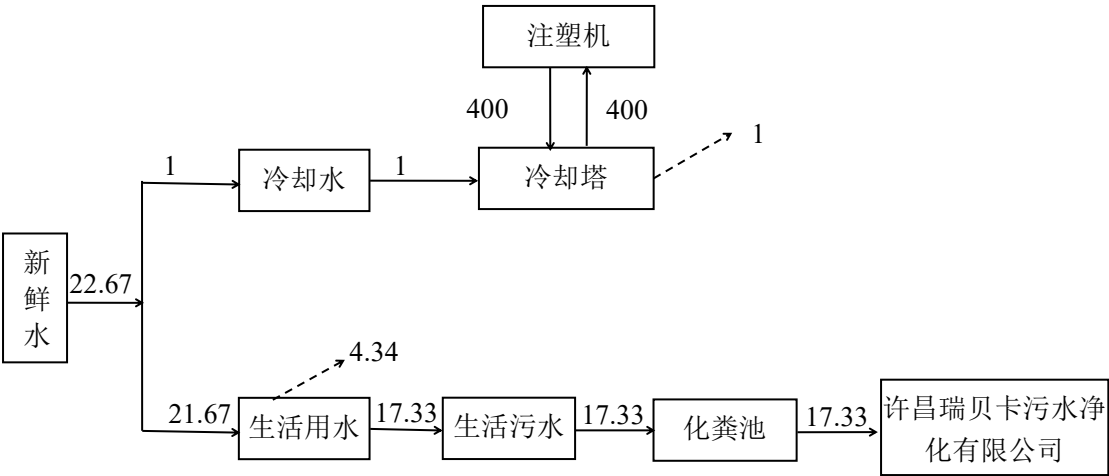 注塑机
400
400
1
1
冷却水
1
冷却塔
新
鲜
水
22.67
4.34
21.67
生活用水
17.33
生活污水
17.33
化粪池
17.33
许昌瑞贝卡污水净
化有限公司